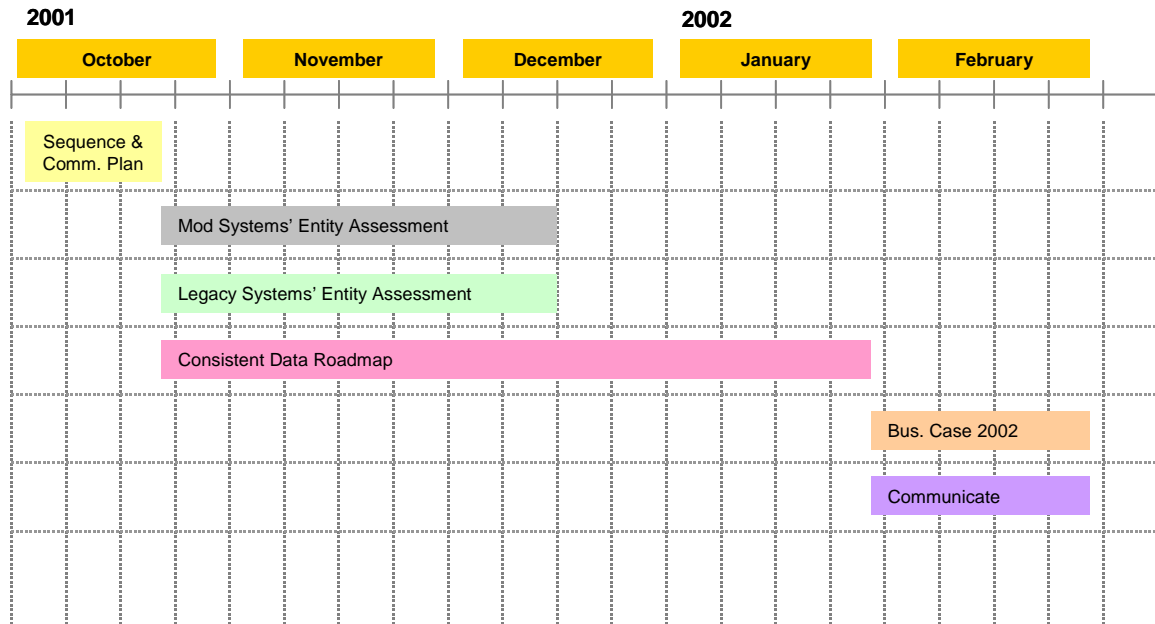 2001
2002
October
November
December
January
February
Sequence &
Comm. Plan
Mod Systems’ Entity Assessment
Legacy Systems’ Entity Assessment
Consistent Data Roadmap
Bus. Case 2002
Communicate